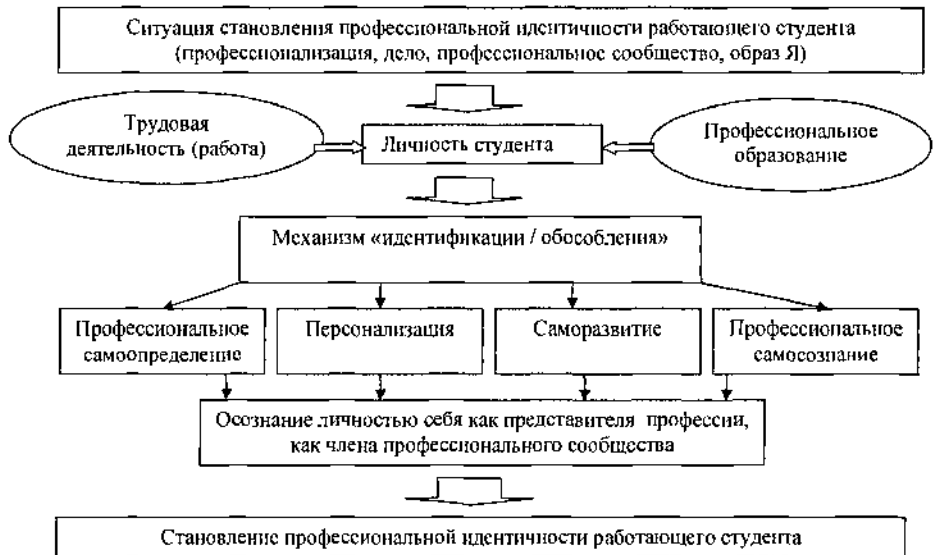 Ситуация становления профессиональной идентичности работающего студента
(профессионализация, дело, профессиональное сообщество, образ Я)
Трудовая
деятельность (работа)
Личность студента
Профессиональное
образование
Механизм «идентификации / обособления»
Профессиональное
самоопределение
Персонализация
Саморазвитие
Профессиональное
самосознание
Осознание личностью себя как представителя профессии,
как члена профессионального сообщества
Становление профессиональной идентичности работающего студента